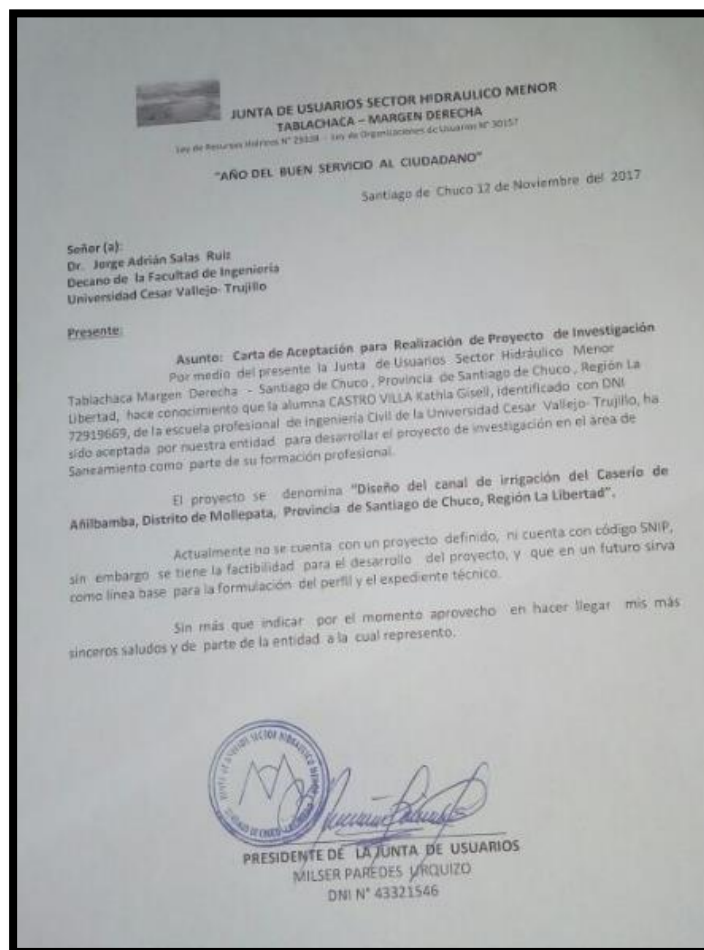 JUNTA DE USUARIOS SECTOR HIDRAULICO MENOR
TABLACHACA – MARGEN DERECHA
Ley de Recursos Hídricos N° - Ley de Organizaciones de Usuarios N° 30157
"AÑO DEL BUEN SERVICIO AL CIUDADANO"
Santiago de Chuco 12 de Noviembre del 2017
Señor (a):
Dr. Jorge Adrián Salas Ruiz
Decano de la Facultad de Ingeniería
Universidad Cesar Vallejo- Trujillo
Presente:
Asunto: Carta de Aceptación para Realización de Proyecto de Investigación
Por medio del presente la Junta de Usuarios Sector Hidráulico Menor
Tablachaca Margen Derecha - Santiago de Chuco , Provincia de Santiago de Chuco , Región La
Libertad, hace conocimiento que la alumna CASTRO VILLA Kathia Gisell, identificado con DNI
72919669, de la escuela profesional de ingeniería Civil de la Universidad Cesar Vallejo- Trujillo, ha
sido aceptada por nuestra entidad para desarrollar el proyecto de investigación en el área de
Saneamiento como parte de su formación profesional.
El proyecto se denomina "Diseño del canal de irrigación del Caserío de
Añilbamba, Distrito de Mollepata, Provincia de Santiago de Chuco, Región La Libertad".
Actualmente no se cuenta con un proyecto definido, ni cuenta con código SNIP,
sin embargo se tiene la factibilidad para el desarrollo del proyecto, y que en un futuro sirva
como línea base para la formulación del perfil y el expediente técnico.
Sin más que indicar por el momento aprovecho en hacer llegar mis más
sinceros saludos y de parte de la entidad a la cual represento.
PRESIDENTE DE LA JUNTA DE USUARIOS
MILSER PAREDES URQUIZO
DNI N° 43321546